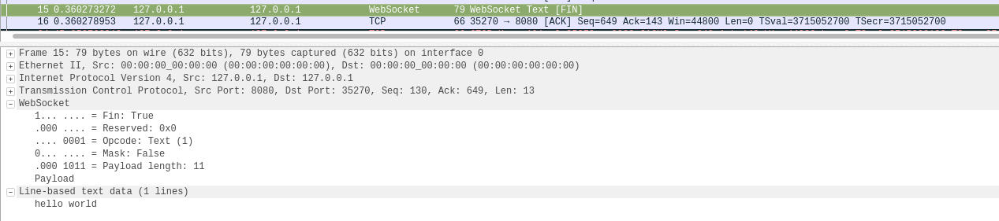 15 0.360273272 127.0.0.1 127.0.0.1 WebSocket 79 WebSocket Text [FIN]
16 0.360278953 127.0.0.1 127.0.0.1 TCP 66 35270 → 8080 [ACK] Seq=649 Ack=143 Win=44800 Len=0 TSval=3715052700 TSecr=3715052700
Frame 15: 79 bytes on wire (632 bits), 79 bytes captured (632 bits) on interface 0
Ethernet II, Src: 00:00:00_00:00:00 (00:00:00:00:00:00), Dst: 00:00:00_00:00:00 (00:00:00:00:00:00)
Internet Protocol Version 4, Src: 127.0.0.1, Dst: 127.0.0.1
Transmission Control Protocol, Src Port: 8080, Dst Port: 35270, Seq: 130, Ack: 649, Len: 13
WebSocket
1... .... = Fin: True
.000 .... = Reserved: 0x0
.... 0001 = Opcode: Text (1)
0... .... = Mask: False
.000 1011 = Payload length: 11
Payload
Line-based text data (1 lines)
hello world